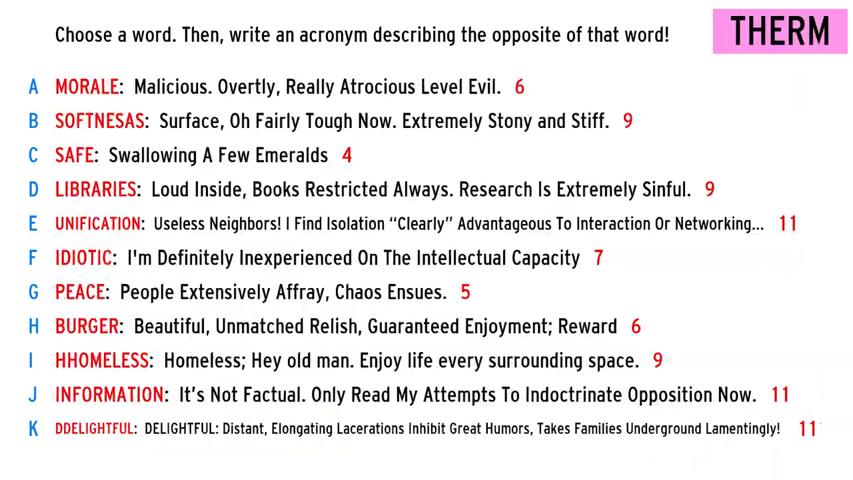 Choose a word. Then, write an acronym describing the opposite of that word!
THERM
A MORALE: Malicious. Overtly, Really Atrocious Level Evil. 6
B SOFTNESAS: Surface, Oh Fairly Tough Now. Extremely Stony and Stiff. 9
C SAFE: Swallowing A Few Emeralds 4
D LIBRARIES: Loud Inside, Books Restricted Always. Research Is Extremely Sinful. 9
E UNIFICATION: Useless Neighbors! I Find Isolation “Clearly” Advantageous To Interaction Or Networking... 11
F IDIOTIC: I'm Definitely Inexperienced On The Intellectual Capacity 7
G PEACE: People Extensively Affray, Chaos Ensues. 5
H BURGER: Beautiful, Unmatched Relish, Guaranteed Enjoyment; Reward 6
I HHOMELESS: Homeless; Hey old man. Enjoy life every surrounding space. 9
J INFORMATION: It's Not Factual. Only Read My Attempts To Indoctrinate Opposition Now. 11
K DDELIGHTFUL: DELIGHTFUL: Distant, Elongating Lacerations Inhibit Great Humors, Takes Families Underground Lamentingly! 11